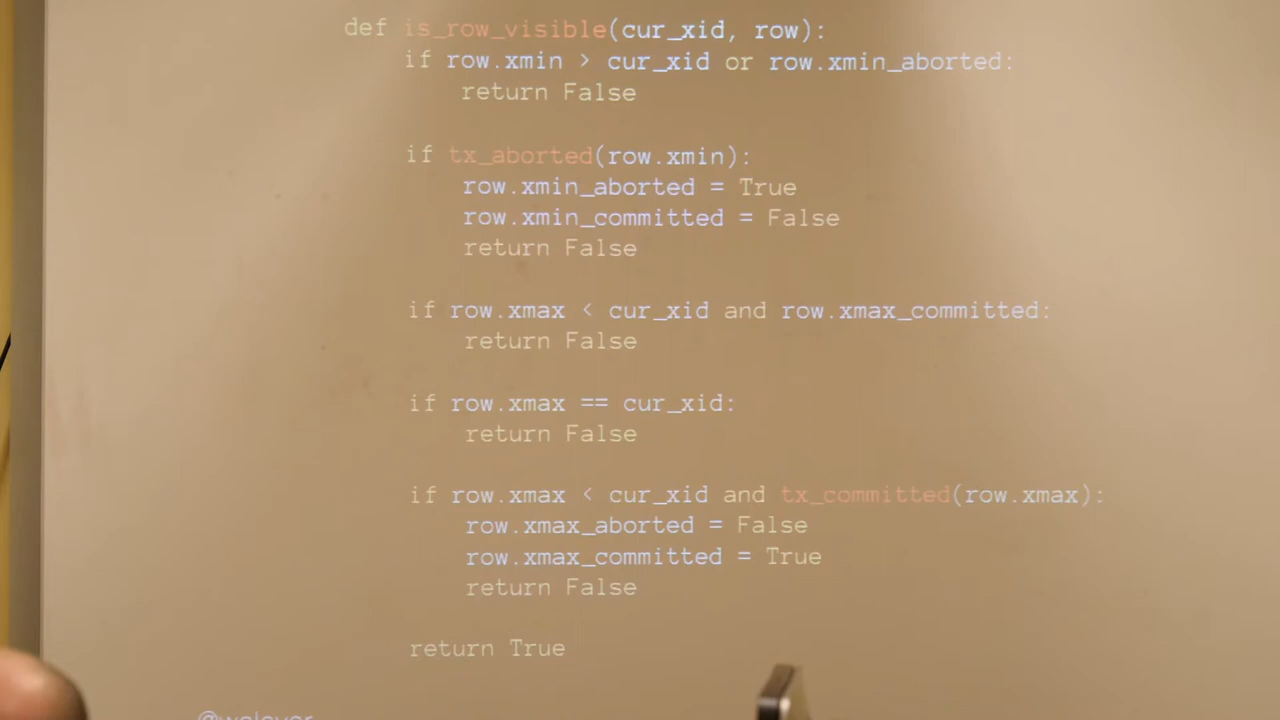 def is_row_visible(cur_xid, row):
    if row.xmin > cur_xid or row.xmin_aborted:
        return False

    if tx_aborted(row.xmin):
        row.xmin_aborted = True
        row.xmin_committed = False
        return False

    if row.xmax < cur_xid and row.xmax_committed:
        return False

    if row.xmax == cur_xid:
        return False

    if row.xmax < cur_xid and tx_committed(row.xmax):
        row.xmax_aborted = False
        row.xmax_committed = True
        return False

    return True